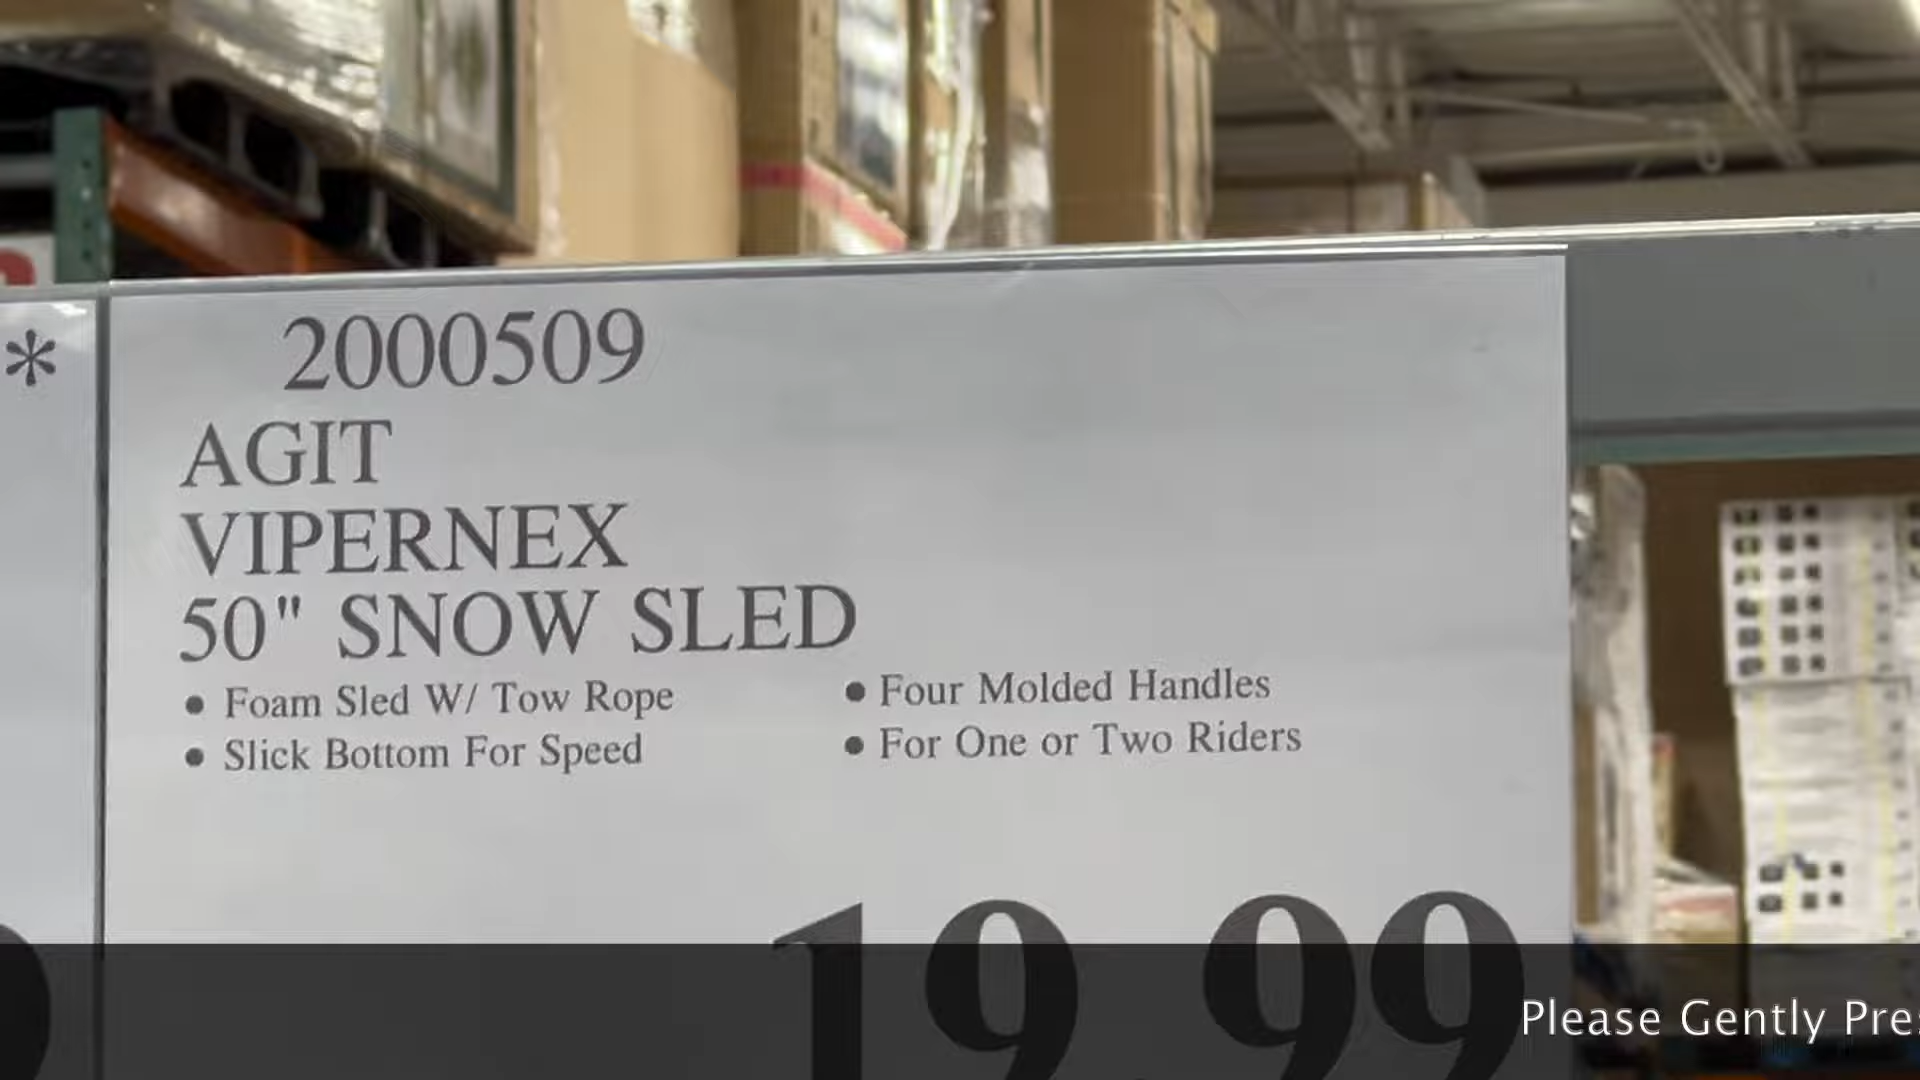 *
2000509
AGIT
VIPERNEX
50" SNOW SLED
• Foam Sled W/ Tow Rope
• Four Molded Handles
• Slick Bottom For Speed
• For One or Two Riders
19.99
Please Gently Pres